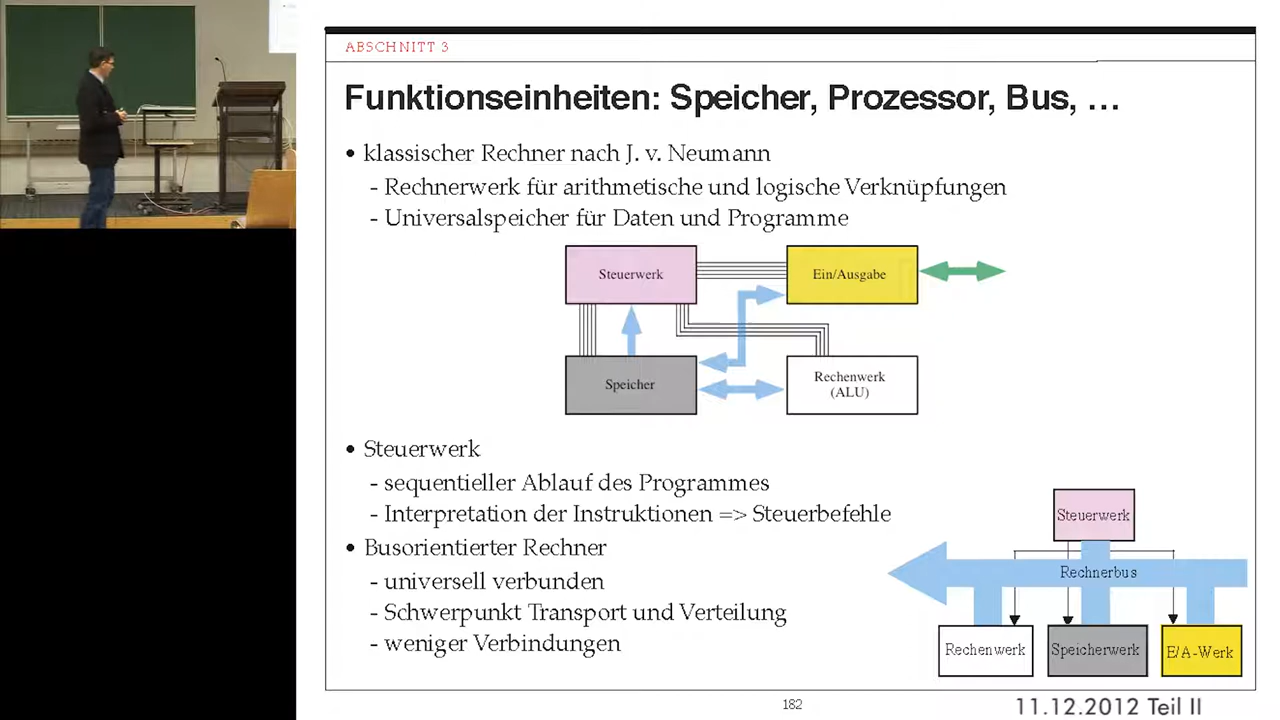 ABSCHNITT 3
Funktionseinheiten: Speicher, Prozessor, Bus, …
• klassischer Rechner nach J. v. Neumann
- Rechnerwerk für arithmetische und logische Verknüpfungen
- Universalspeicher für Daten und Programme
Steuerwerk
Ein/Ausgabe
Speicher
Rechenwerk
(ALU)
• Steuerwerk
- sequentieller Ablauf des Programmes
- Interpretation der Instruktionen => Steuerbefehle
• Busorientierter Rechner
- universell verbunden
- Schwerpunkt Transport und Verteilung
- weniger Verbindungen
Steuerwerk
Rechnerbus
Rechenwerk
Speicherwerk
E/A-Werk
182
11.12.2012 Teil II